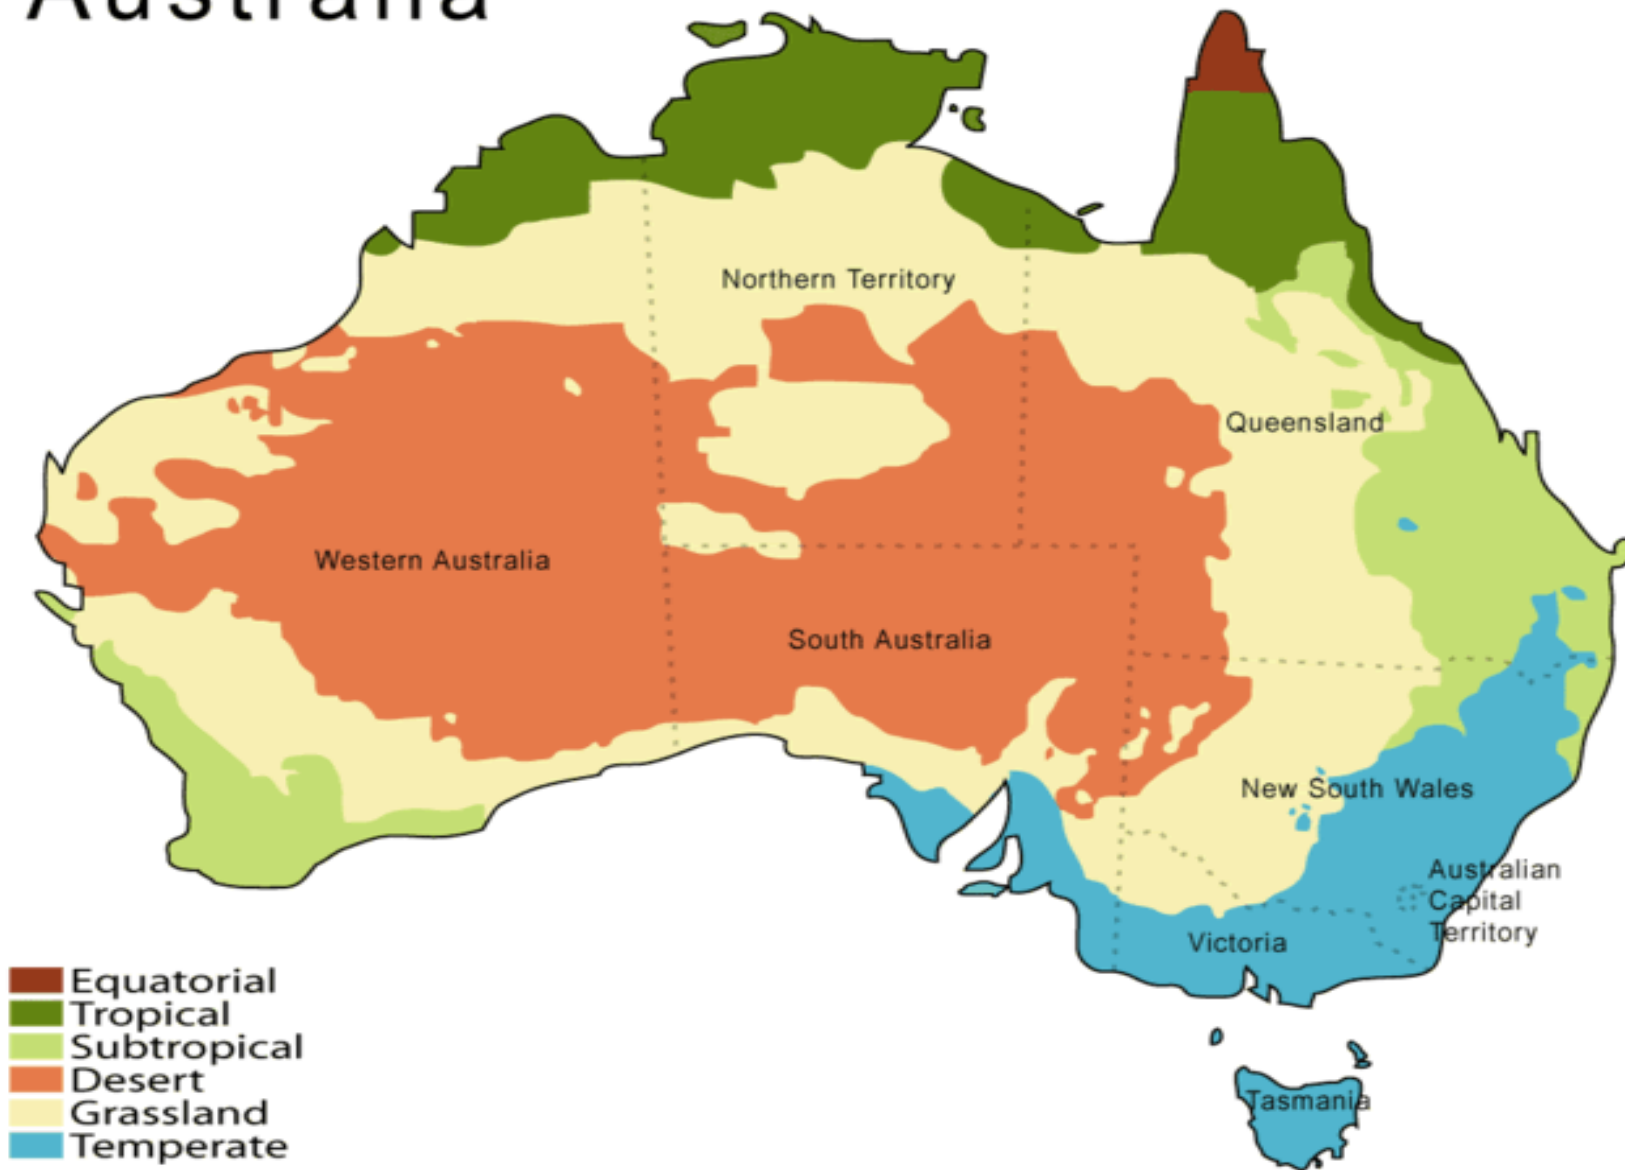 Australia
Northern Territory
Queensland
Western Australia
South Australia
New South Wales
Australian
Capital
Territory
Victoria
Tasmania
Equatorial
Tropical
Subtropical
Desert
Grassland
Temperate